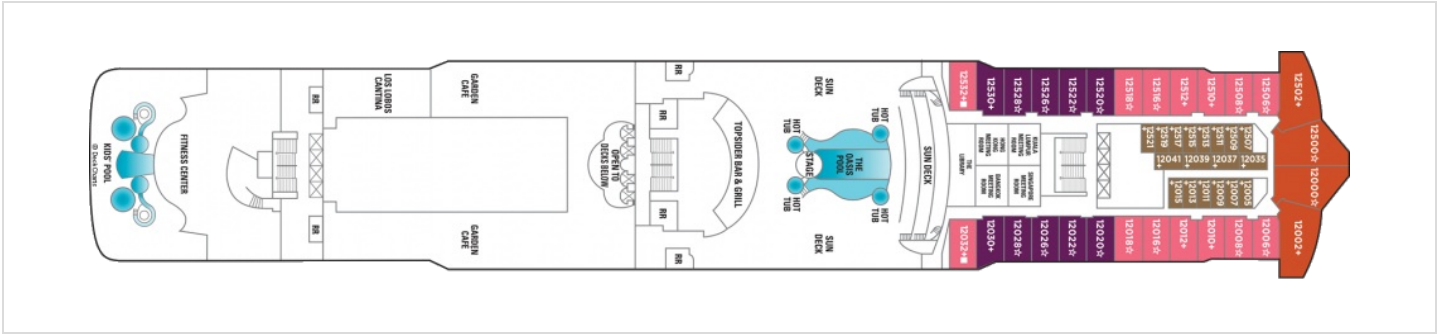 © Deck Charts
KIDS' POOL
FITNESS CENTER
RR
RR
LOS LOBOS
CANTINA
GARDEN
CAFE
GARDEN
CAFE
OPEN TO
DECKS BELOW
RR
RR
RR
RR
TOPSIDER BAR & GRILL
SUN
DECK
SUN
DECK
HOT
TUB
HOT
TUB
HOT
TUB
HOT
TUB
STAGE
THE
OASIS
POOL
SUN DECK
THE
LIBRARY
HONG
KONG
MEETING
ROOM
KUALA
LUMPUR
MEETING
ROOM
BANGKOK
MEETING
ROOM
SINGAPORE
MEETING
ROOM
12532+■
12530+
12528☆
12526☆
12522☆
12520☆
12518☆
12516☆
12512+
12510+
12508☆
12506☆
12502+
12500☆
12000☆
12002+
12521+
12519+
12517+
12515+
12513+
12511+
12509+
12507
12041+
12039+
12037+
12035+
12015+
12013+
12011+
12009+
12007+
12005+
12032+■
12030+
12028☆
12026☆
12022☆
12020☆
12018☆
12016☆
12012+
12010+
12008☆
12006☆